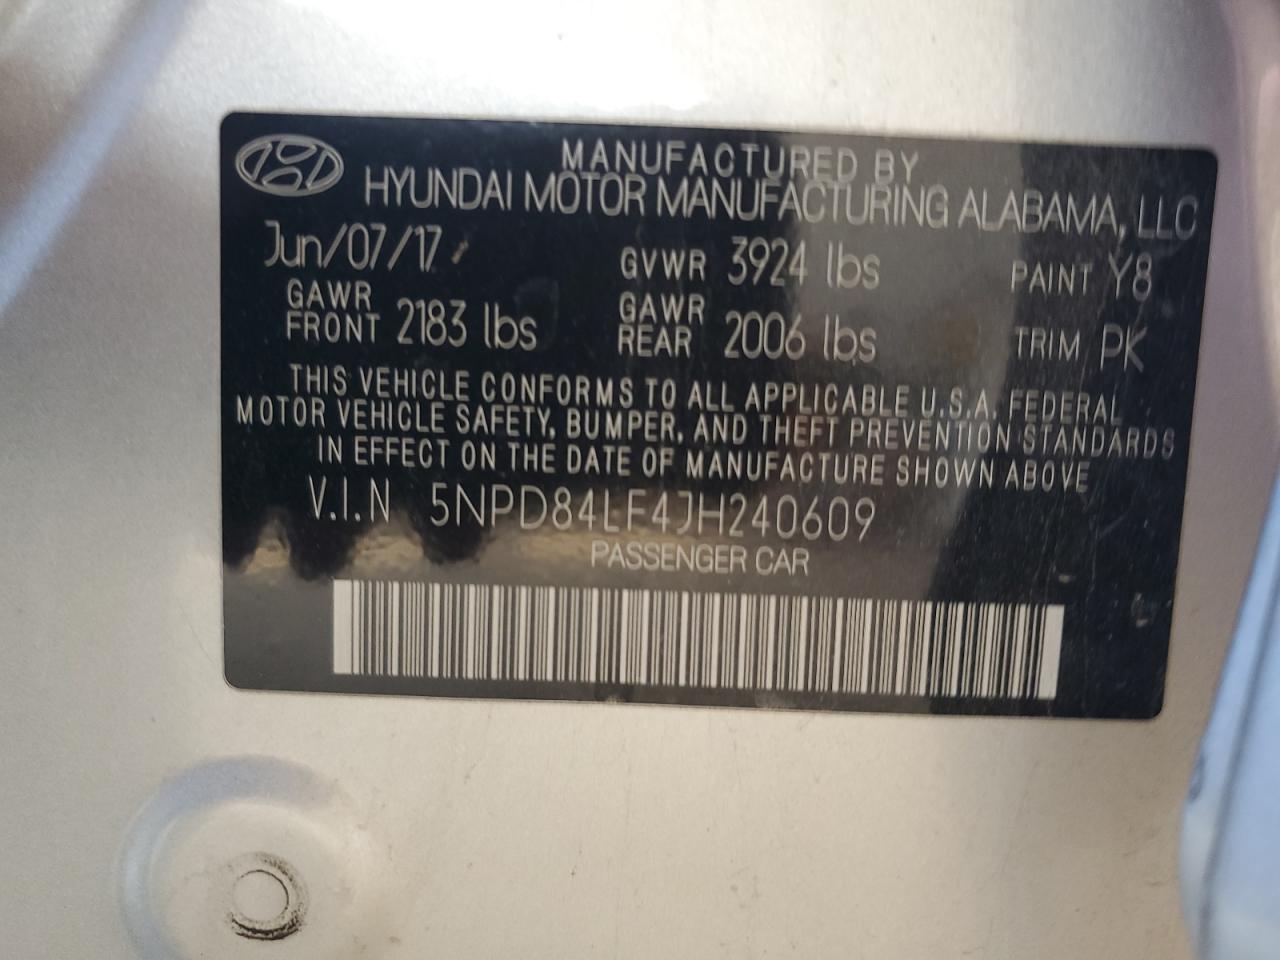 MANUFACTURED BY
HYUNDAI MOTOR MANUFACTURING ALABAMA, LLC
Jun/07/17 GVWR 3924 lbs PAINT Y8
GAWR FRONT 2183 lbs GAWR REAR 2006 lbs TRIM PK
THIS VEHICLE CONFORMS TO ALL APPLICABLE U.S.A. FEDERAL
MOTOR VEHICLE SAFETY, BUMPER, AND THEFT PREVENTION STANDARDS
IN EFFECT ON THE DATE OF MANUFACTURE SHOWN ABOVE
V.I.N 5NPD84LF4JH240609
PASSENGER CAR